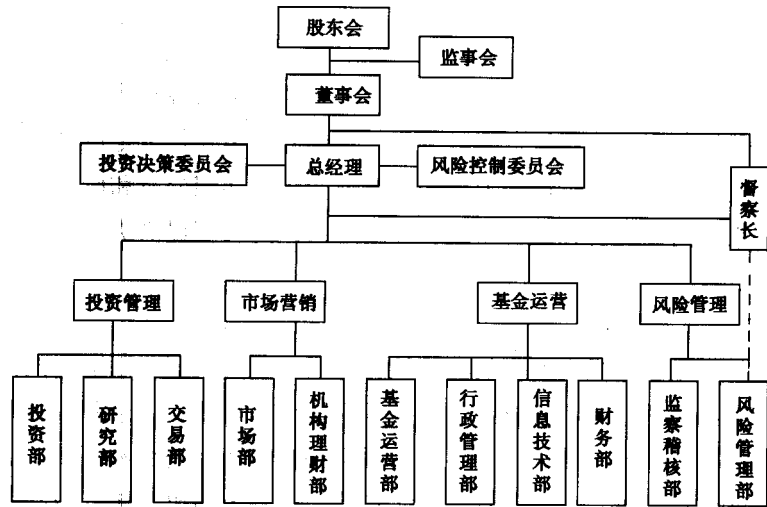 股东会
监事会
董事会
投资决策委员会
总经理
风险控制委员会
督察长
投资管理
市场营销
基金运营
风险管理
投资部
研究部
交易部
市场部
机构理财部
基金运营部
行政管理部
信息技术部
财务部
监察稽核部
风险管理部